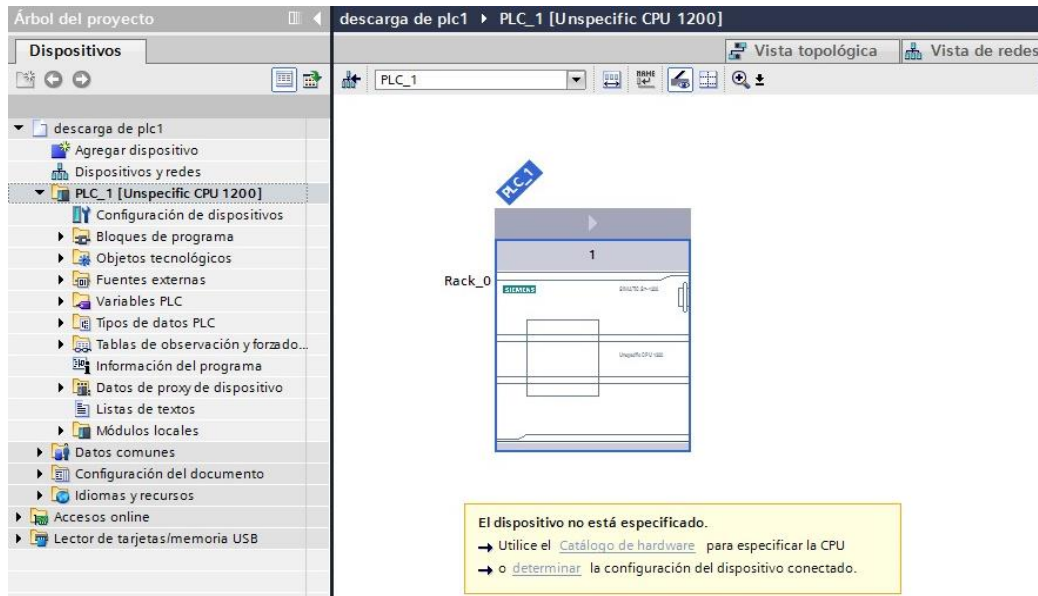 Árbol del proyecto
descarga de plc1 ▸ PLC_1 [Unspecific CPU 1200]
Dispositivos
Vista topológica
Vista de redes
PLC_1
descarga de plc1
Agregar dispositivo
Dispositivos y redes
PLC_1 [Unspecific CPU 1200]
Configuración de dispositivos
Bloques de programa
Objetos tecnológicos
Fuentes externas
Variables PLC
Tipos de datos PLC
Tablas de observación y forzado...
Información del programa
Datos de proxy de dispositivo
Listas de textos
Módulos locales
Datos comunes
Configuración del documento
Idiomas y recursos
Accesos online
Lector de tarjetas/memoria USB
PLC_1
1
Rack_0
SIEMENS
Unspecific CPU 1200
El dispositivo no está especificado.
→ Utilice el Catálogo de hardware para especificar la CPU
→ o determinar la configuración del dispositivo conectado.